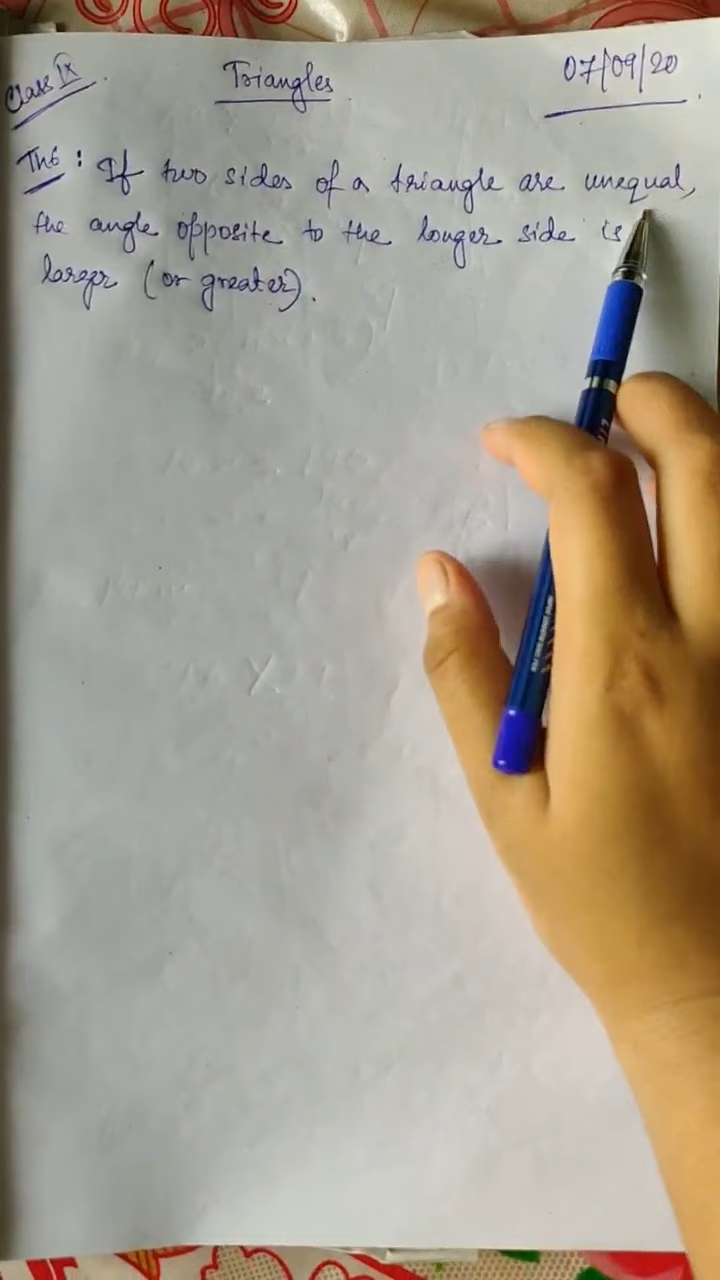 Class IX
Triangles
07/09/20
Th6 : If two sides of a triangle are unequal,
the angle opposite to the longer side is
larger (or greater).